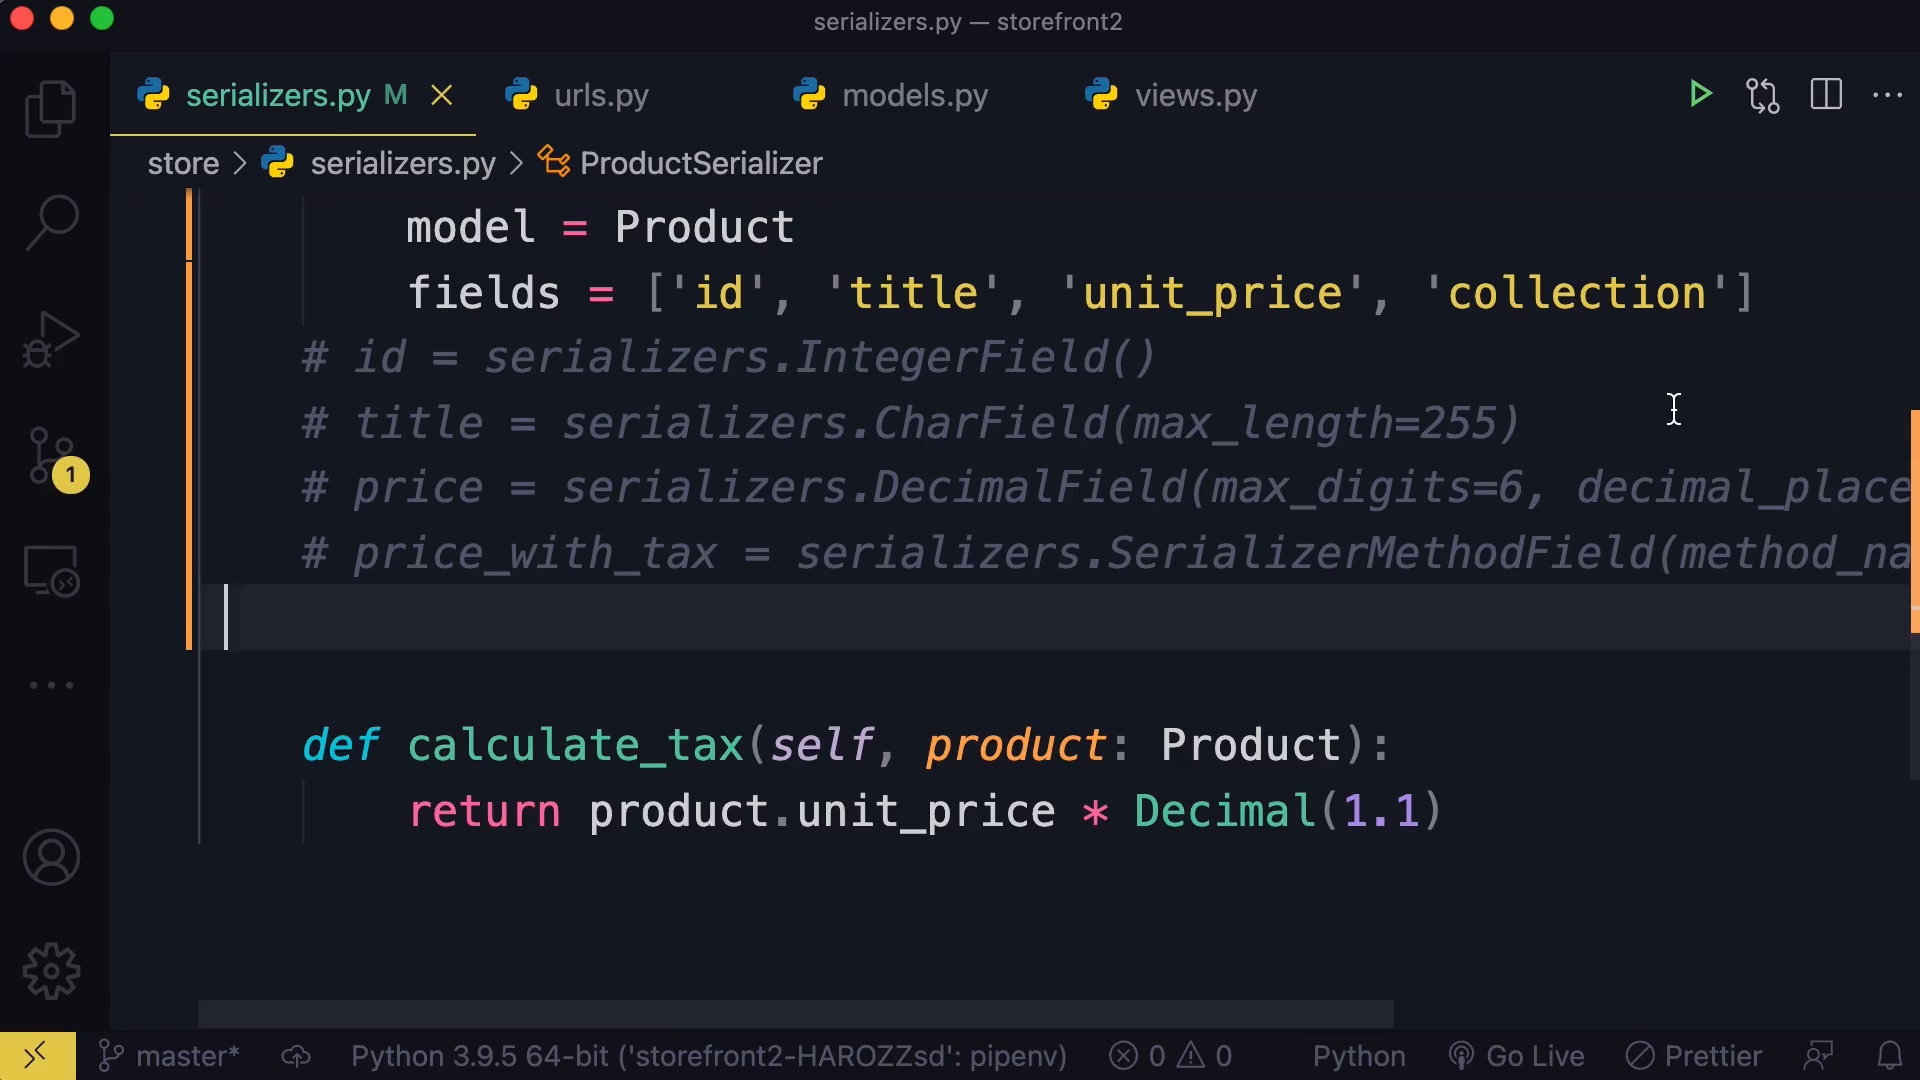 serializers.py — storefront2
serializers.py M urls.py models.py views.py
store > serializers.py > ProductSerializer
model = Product
fields = ['id', 'title', 'unit_price', 'collection']
# id = serializers.IntegerField()
# title = serializers.CharField(max_length=255)
# price = serializers.DecimalField(max_digits=6, decimal_place
# price_with_tax = serializers.SerializerMethodField(method_na
def calculate_tax(self, product: Product):
return product.unit_price * Decimal(1.1)
1
master* Python 3.9.5 64-bit ('storefront2-HAROZZsd': pipenv) 0 0 Python Go Live Prettier